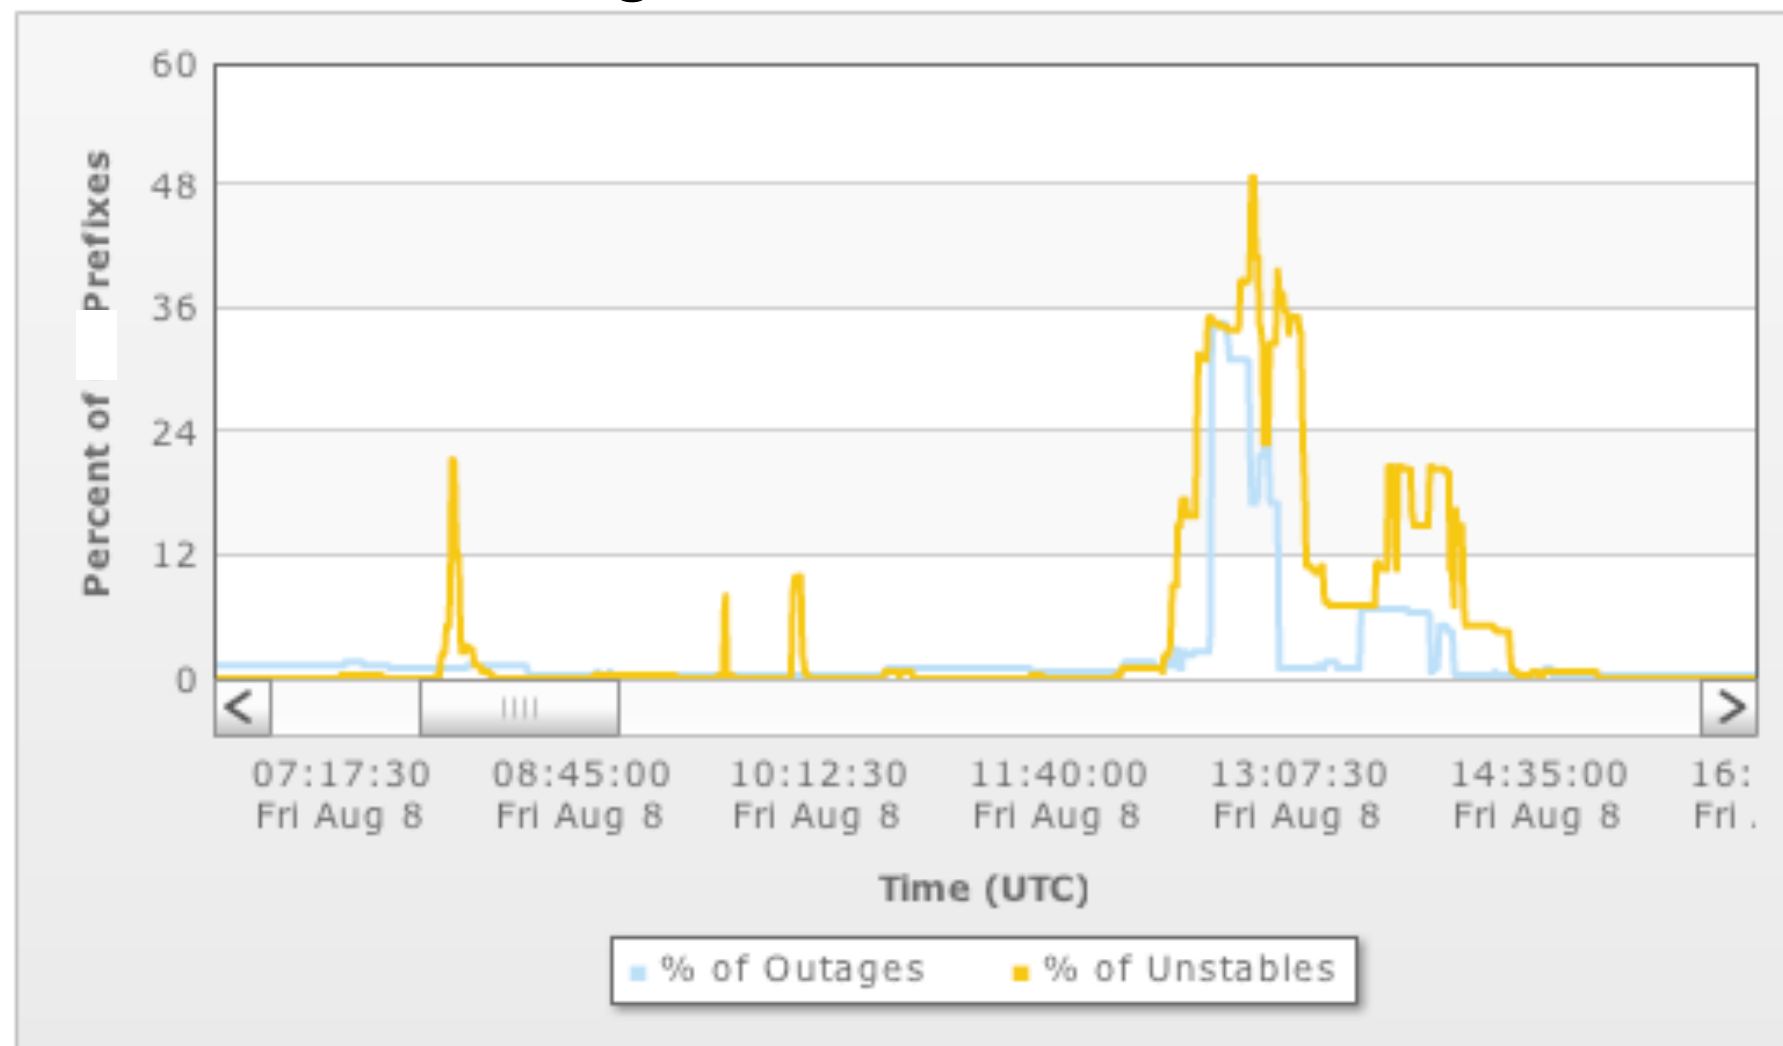 60
48
36
24
12
0
Percent of
Prefixes
07:17:30
Fri Aug 8
08:45:00
Fri Aug 8
10:12:30
Fri Aug 8
11:40:00
Fri Aug 8
13:07:30
Fri Aug 8
14:35:00
Fri Aug 8
16:
Fri .
Time (UTC)
% of Outages
% of Unstables